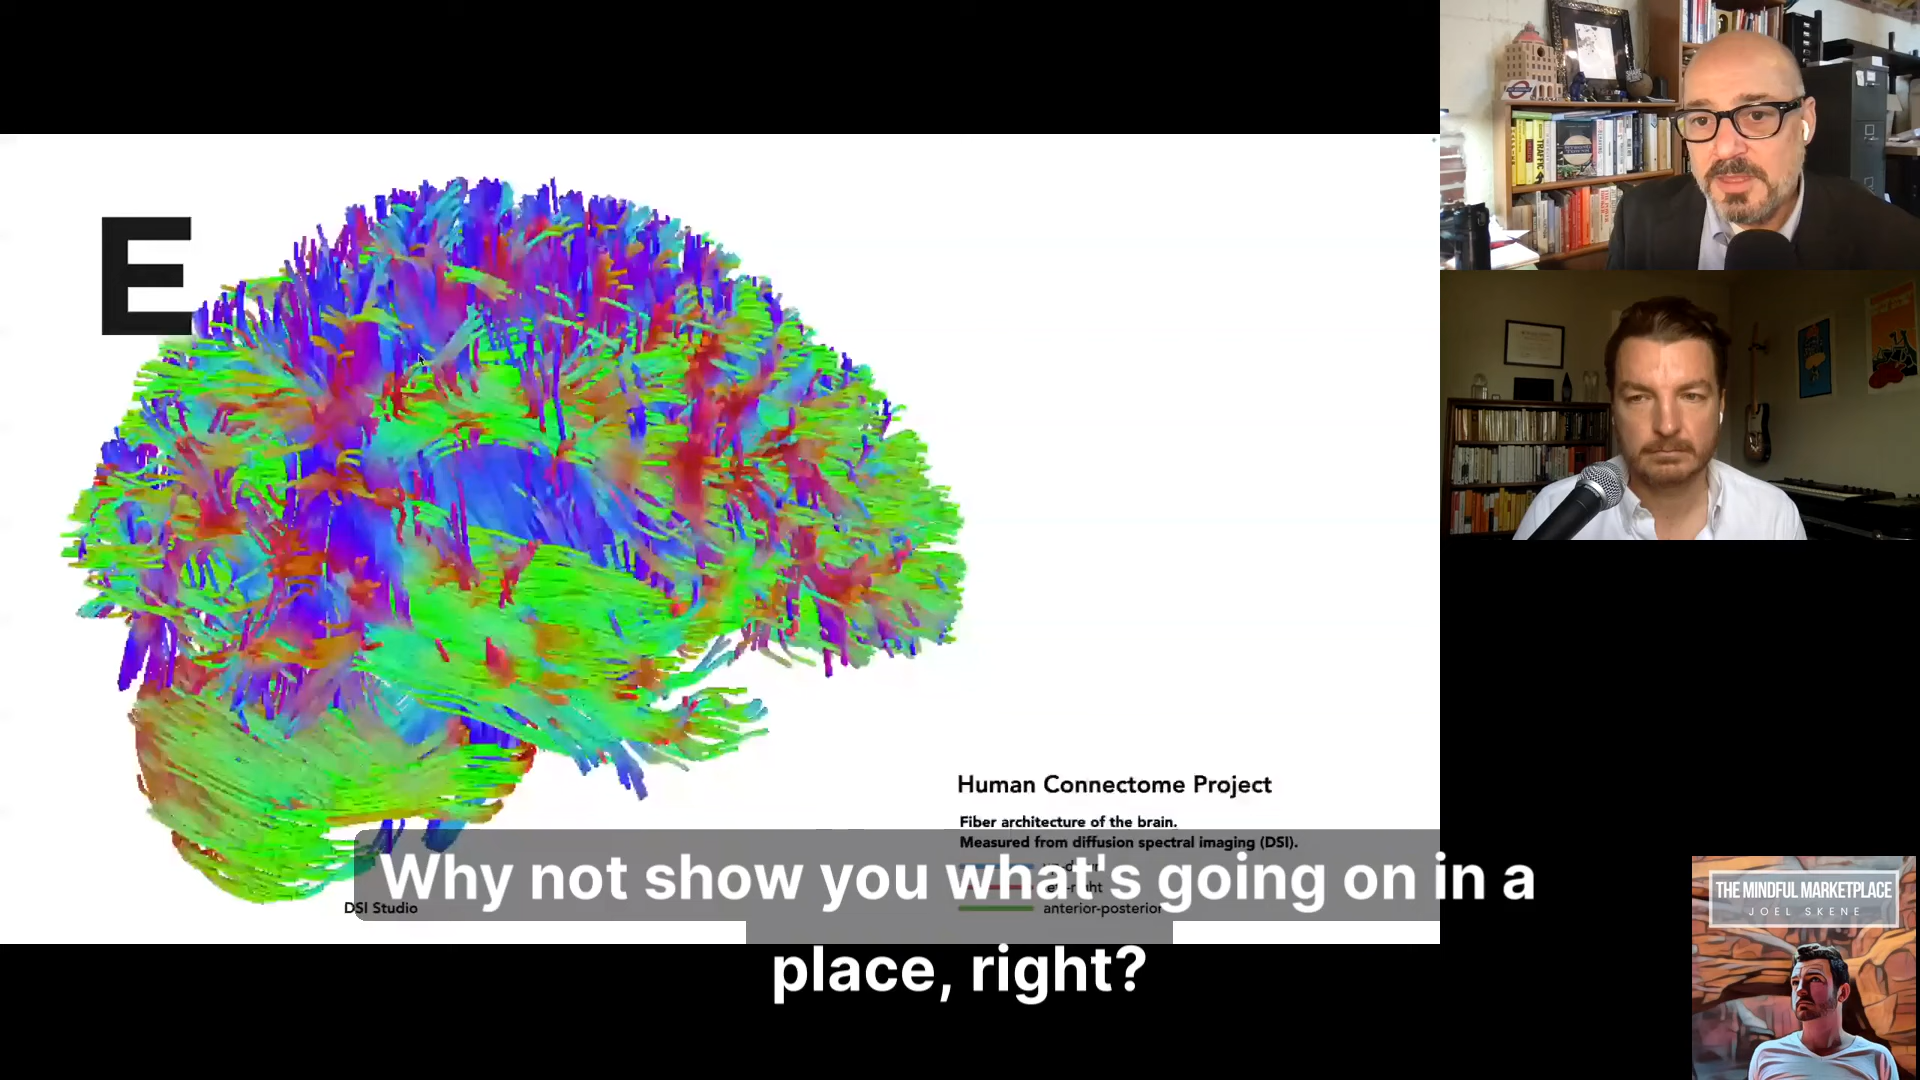 E
Human Connectome Project
Fiber architecture of the brain.
Measured from diffusion spectral imaging (DSI).
anterior-posterior
DSI Studio
Why not show you what's going on in a
place, right?
TRAFFIC
THE MINDFUL MARKETPLACE
JOEL SKENE